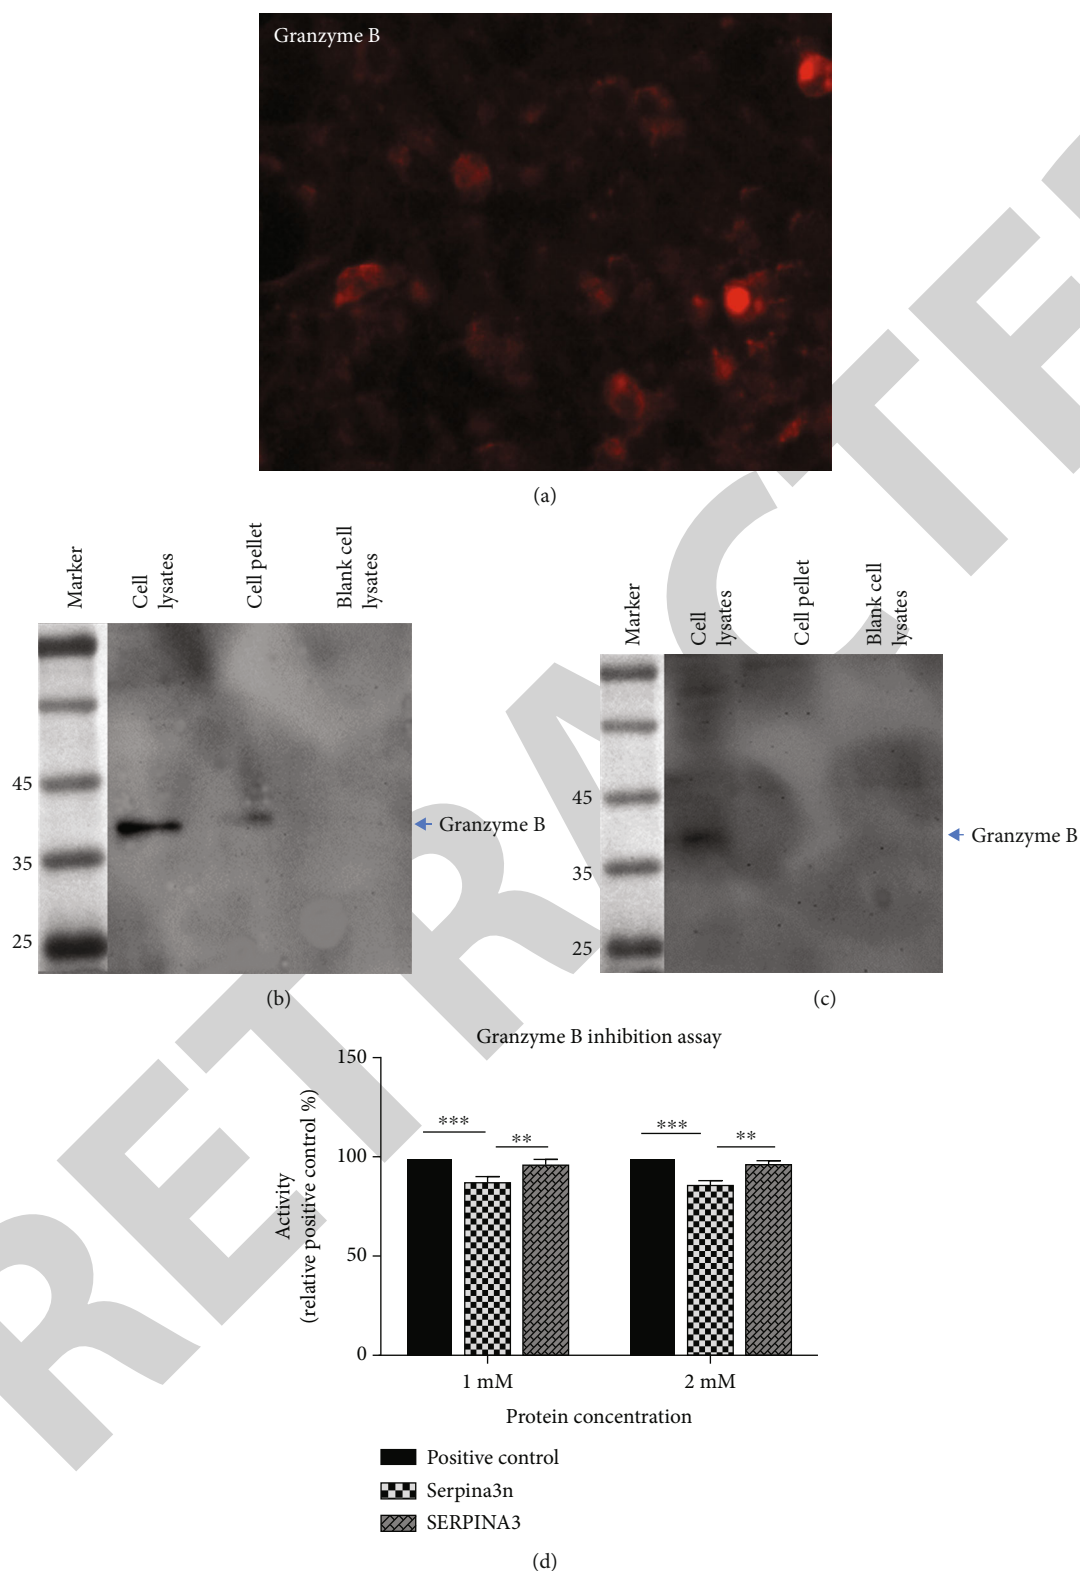 Granzyme B
(a)
Marker
Cell
lysates
Cell pellet
Blank cell
lysates
45
35
25
Granzyme B
(b)
Marker
Cell
lysates
Cell pellet
Blank cell
lysates
45
35
25
Granzyme B
(c)
Granzyme B inhibition assay
150
100
50
0
Activity
(relative positive control %)
***
**
***
**
1 mM
2 mM
Protein concentration
Positive control
Serpina3n
SERPINA3
(d)
RETRACTE